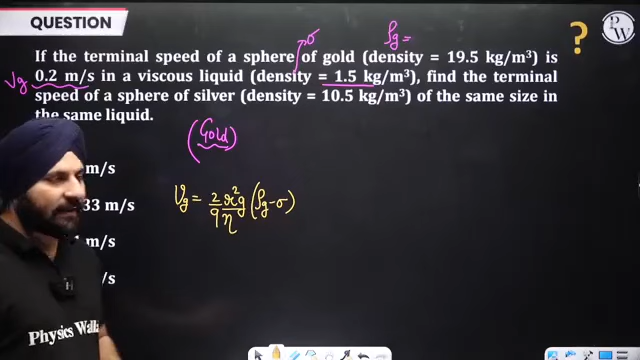 QUESTION
?
PW
ρg =
σ
If the terminal speed of a sphere of gold (density = 19.5 kg/m³) is
Vg 0.2 m/s in a viscous liquid (density = 1.5 kg/m³), find the terminal
speed of a sphere of silver (density = 10.5 kg/m³) of the same size in
the same liquid.
(Gold)
m/s
33 m/s
Vg = 2/9 r²g/η (ρg-σ)
m/s
m/s
Physics Walla